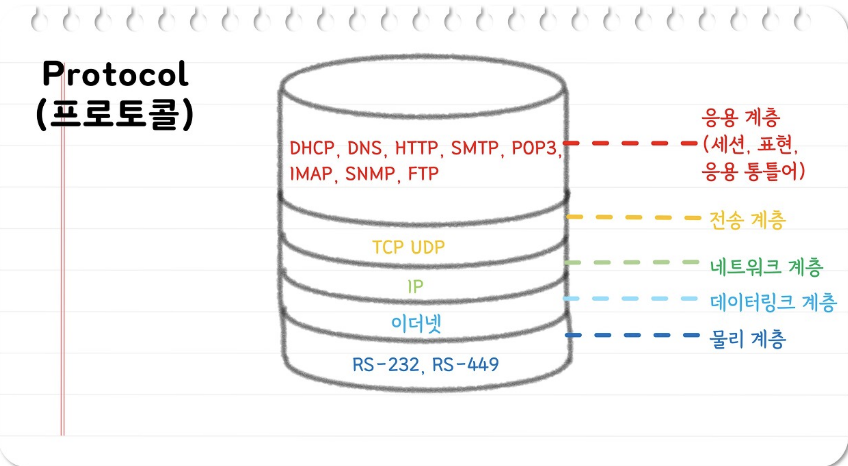 Protocol
(프로토콜)
DHCP, DNS, HTTP, SMTP, POP3,
IMAP, SNMP, FTP
응용 계층
(세션, 표현,
응용 통틀어)
TCP UDP
전송 계층
IP
네트워크 계층
이더넷
데이터링크 계층
RS-232, RS-449
물리 계층